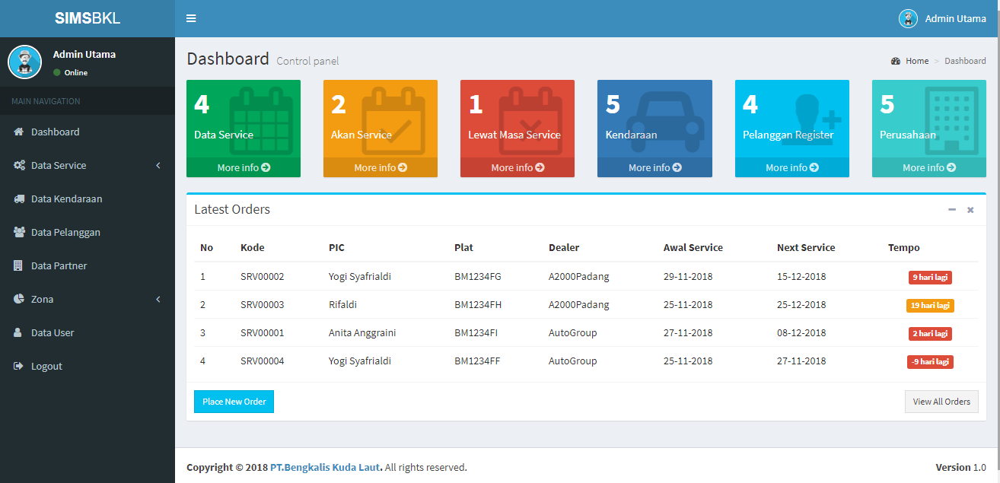 SIMSBKL
Admin Utama
Admin Utama
Online
MAIN NAVIGATION
Dashboard
Data Service
Data Kendaraan
Data Pelanggan
Data Partner
Zona
Data User
Logout
Dashboard Control panel
Home > Dashboard
4
Data Service
More info
2
Akan Service
More info
1
Lewat Masa Service
More info
5
Kendaraan
More info
4
Pelanggan Register
More info
5
Perusahaan
More info
Latest Orders
No Kode PIC Plat Dealer Awal Service Next Service Tempo
1 SRV00002 Yogi Syafrialdi BM1234FG A2000Padang 29-11-2018 15-12-2018 9 hari lagi
2 SRV00003 Rifaldi BM1234FH A2000Padang 25-11-2018 25-12-2018 19 hari lagi
3 SRV00001 Anita Anggraini BM1234FI AutoGroup 27-11-2018 08-12-2018 2 hari lagi
4 SRV00004 Yogi Syafrialdi BM1234FF AutoGroup 25-11-2018 27-11-2018 -9 hari lagi
Place New Order
View All Orders
Copyright © 2018 PT.Bengkalis Kuda Laut. All rights reserved.
Version 1.0